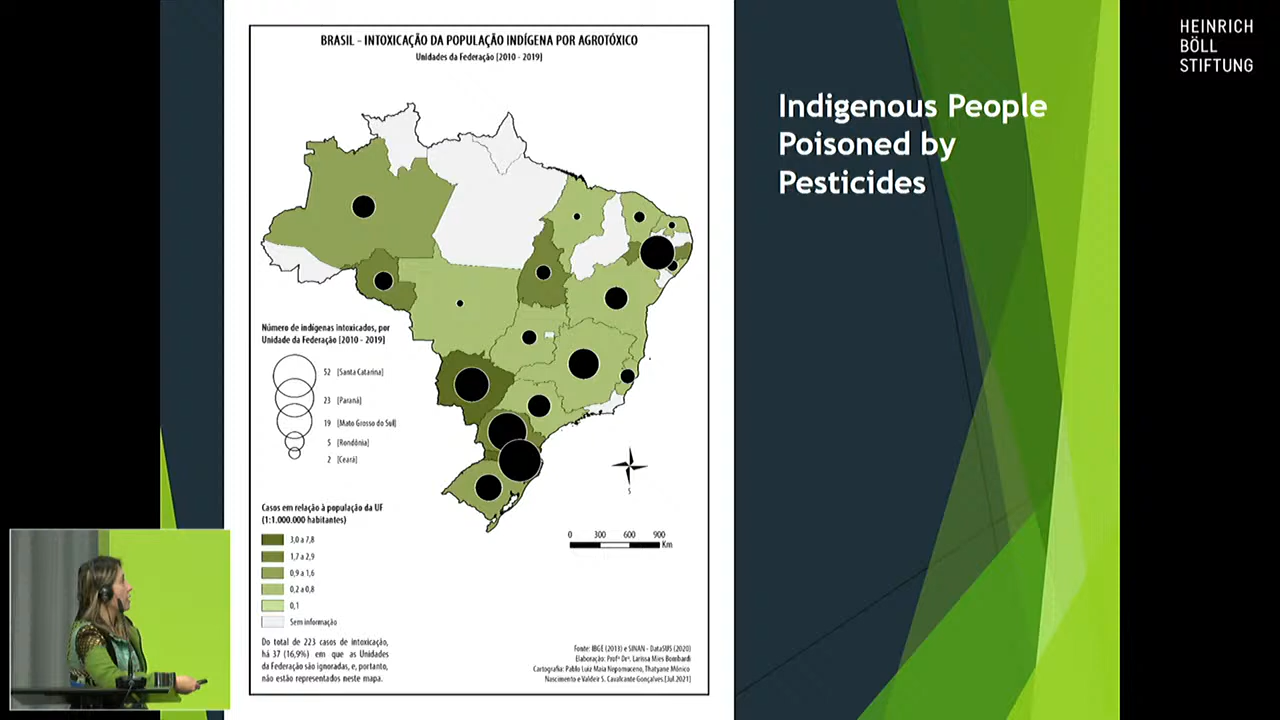 HEINRICH
BÖLL
STIFTUNG
BRASIL – INTOXICAÇÃO DA POPULAÇÃO INDÍGENA POR AGROTÓXICO
Unidades da Federação [2010 - 2019]
Indigenous People
Poisoned by
Pesticides
Número de indígenas intoxicados, por
Unidade da Federação [2010 - 2019]
52 [Santa Catarina]
23 [Paraná]
19 [Mato Grosso do Sul]
5 [Rondônia]
2 [Ceará]
S
Casos em relação à população da UF
(1:1.000.000 habitantes)
3,0 a 7,8
1,7 a 2,9
0,9 a 1,6
0,2 a 0,8
0,1
Sem informação
0 300 600 900
Km
Do total de 223 casos de intoxicação,
há 37 (16,9%) em que as Unidades
da Federação são ignoradas, e, portanto,
não estão representados neste mapa.
Fonte: IBGE (2013) e SINAN - DataSUS (2020)
Elaboração: Profª Drª. Larissa Mies Bombardi
Cartografia: Pablo Luiz Maia Nepomuceno, Thatyane Mônico
Nascimento e Valdeir S. Cavalcante Gonçalves [Jul.2021]